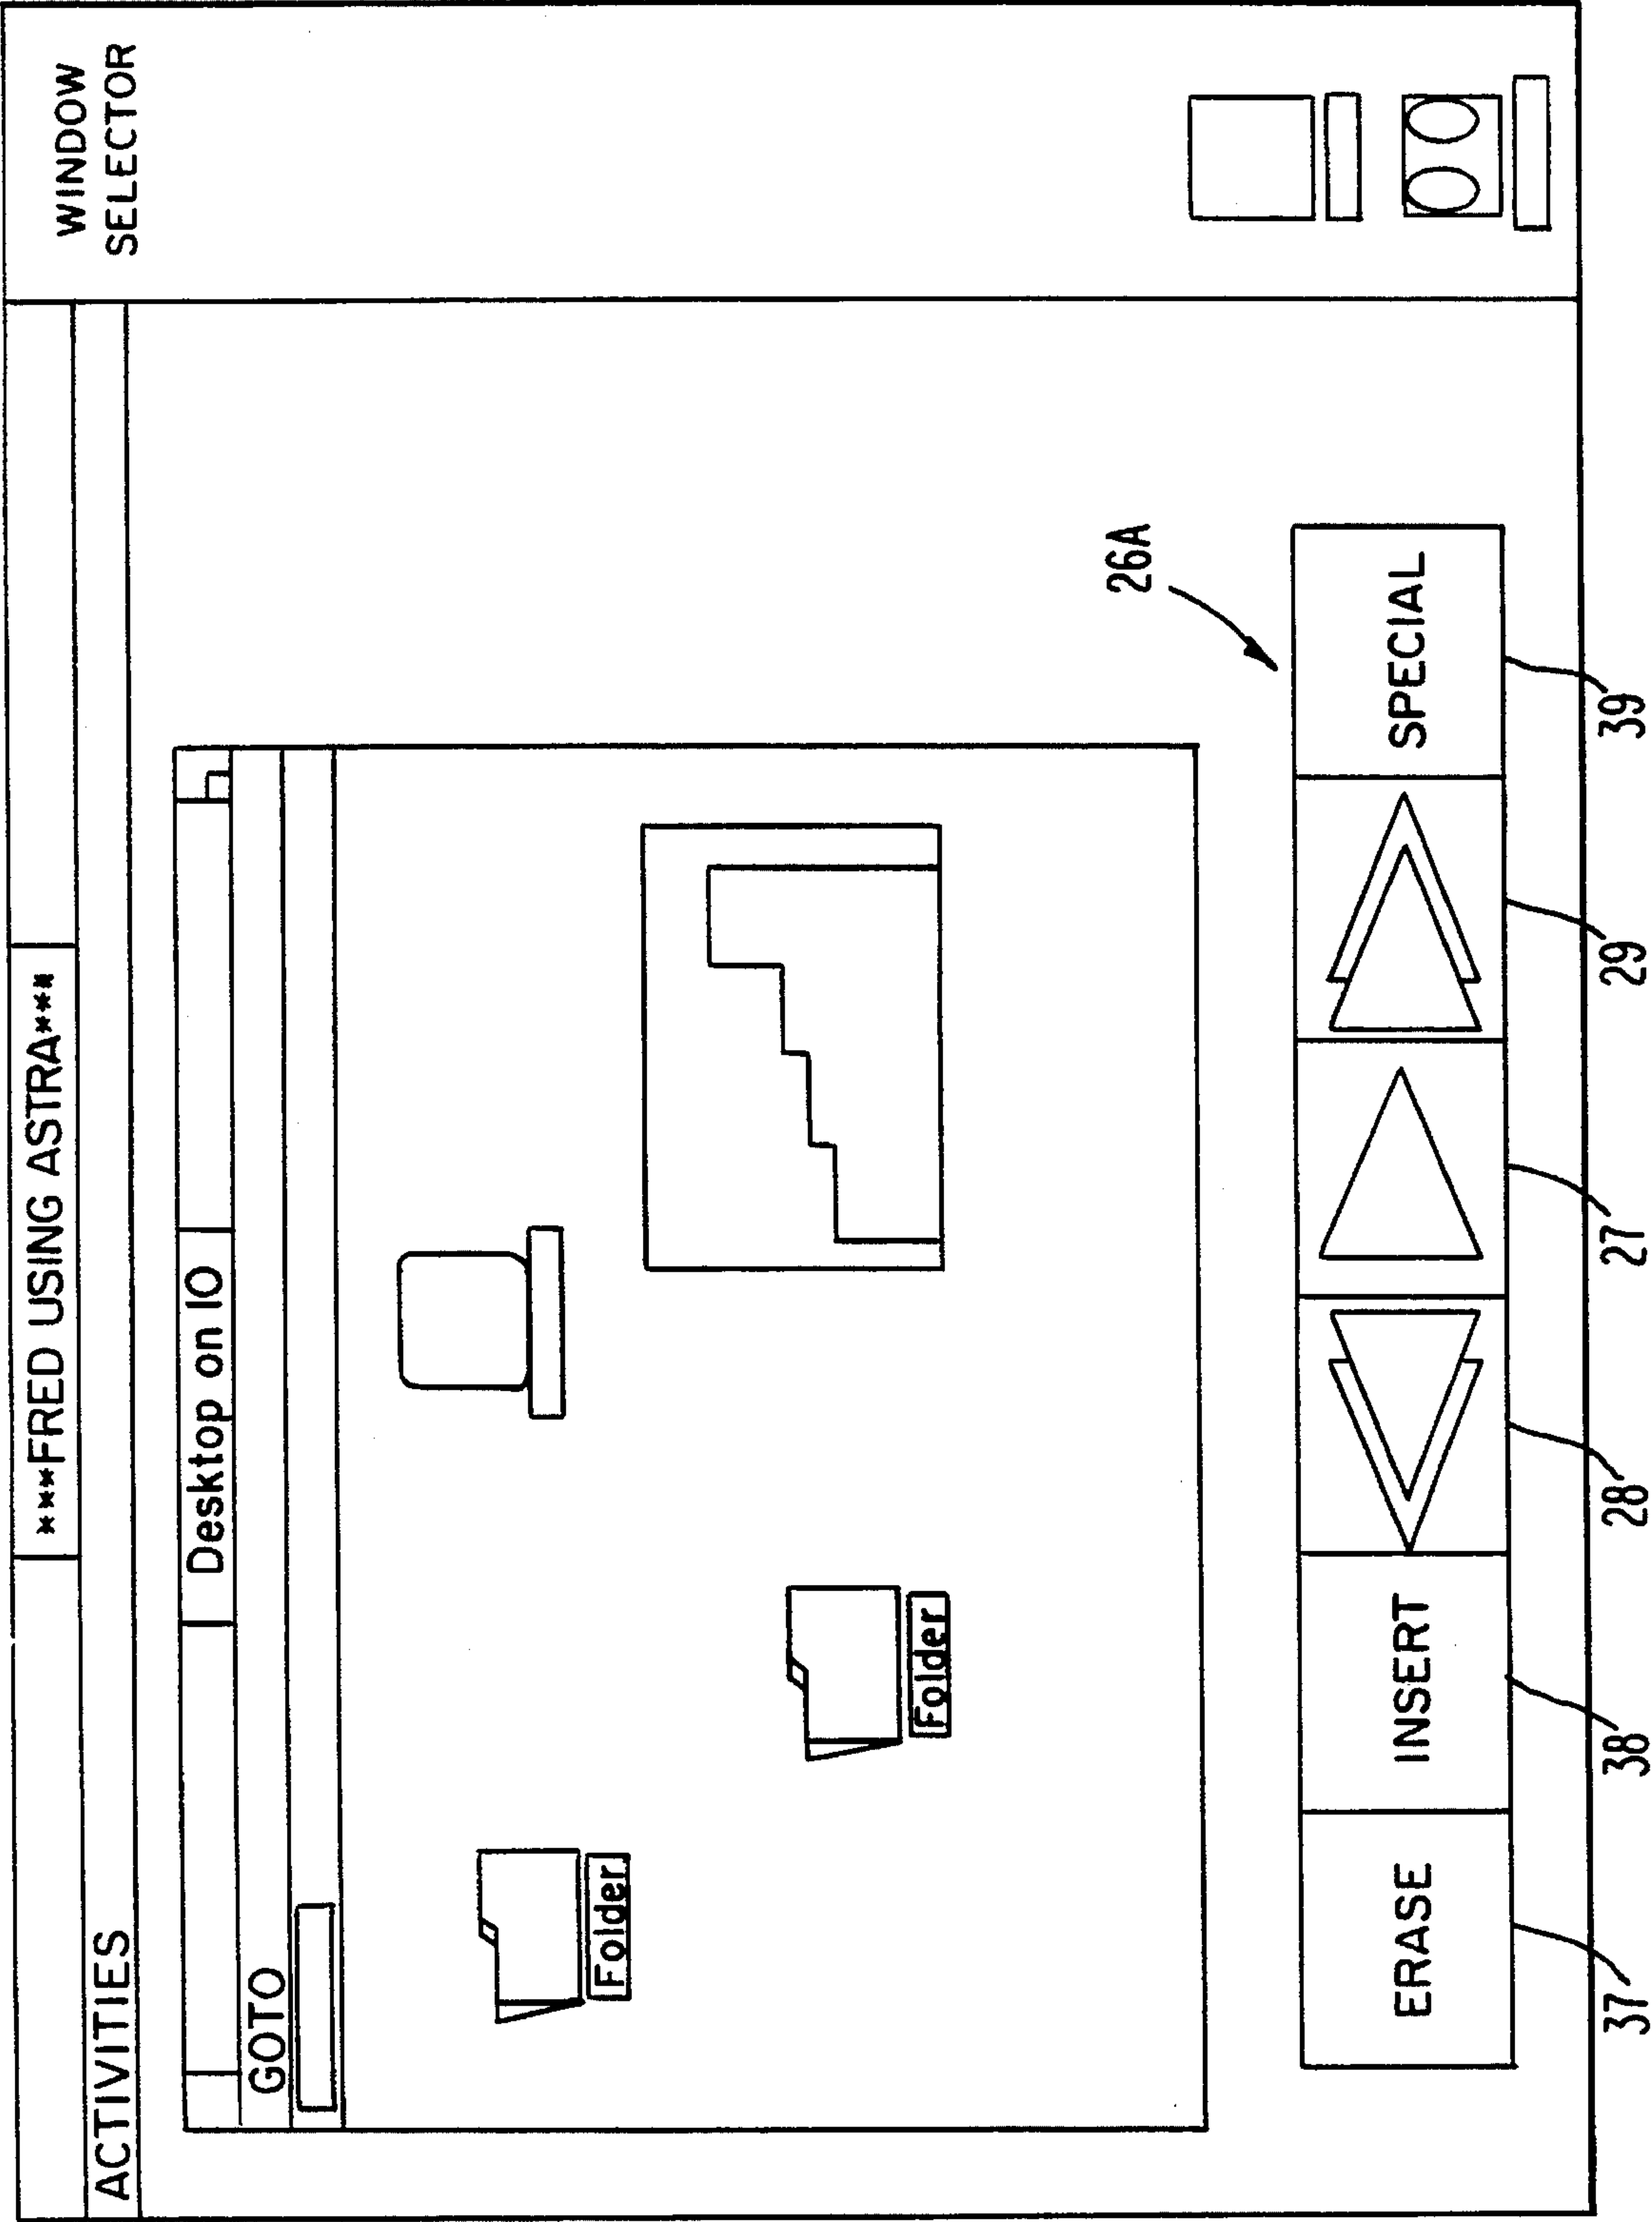 ***FRED USING ASTRA***
WINDOW
SELECTOR
ACTIVITIES
Desktop on IO
GOTO
Folder
Folder
26A
ERASE
INSERT
SPECIAL
37
38
28
27
29
39